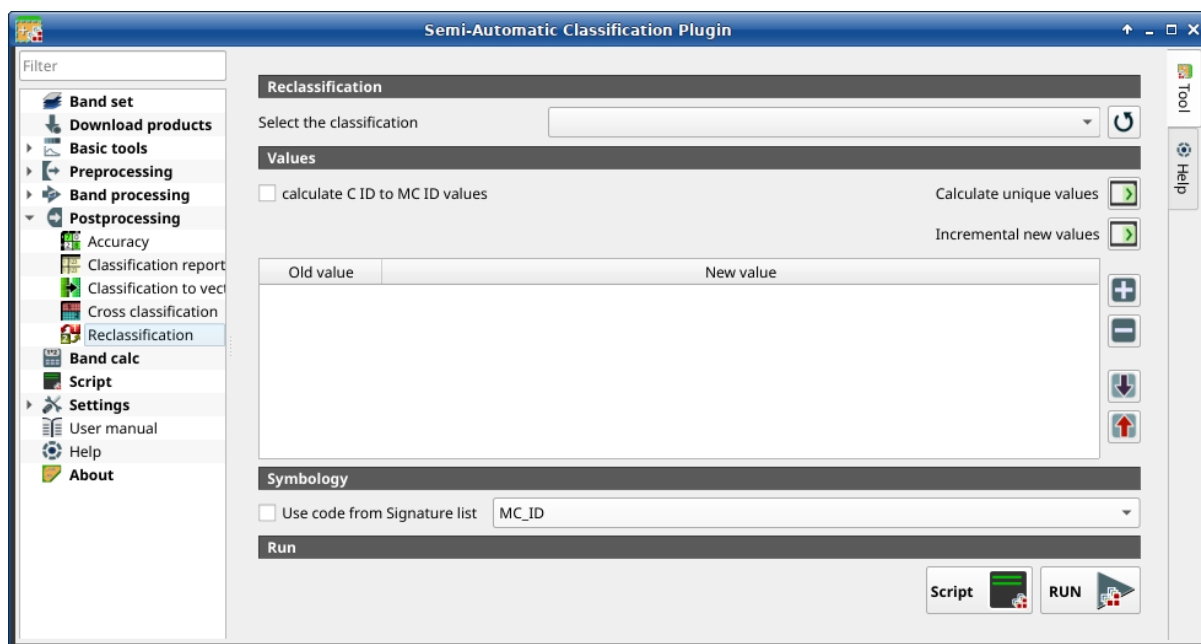 Semi-Automatic Classification Plugin
Filter
Band set
Download products
Basic tools
Preprocessing
Band processing
Postprocessing
Accuracy
Classification report
Classification to vect
Cross classification
Reclassification
Band calc
Script
Settings
User manual
Help
About
Reclassification
Select the classification
Values
calculate C ID to MC ID values
Calculate unique values
Incremental new values
Old value New value
Symbology
Use code from Signature list MC_ID
Run
Script RUN
Tool
Help